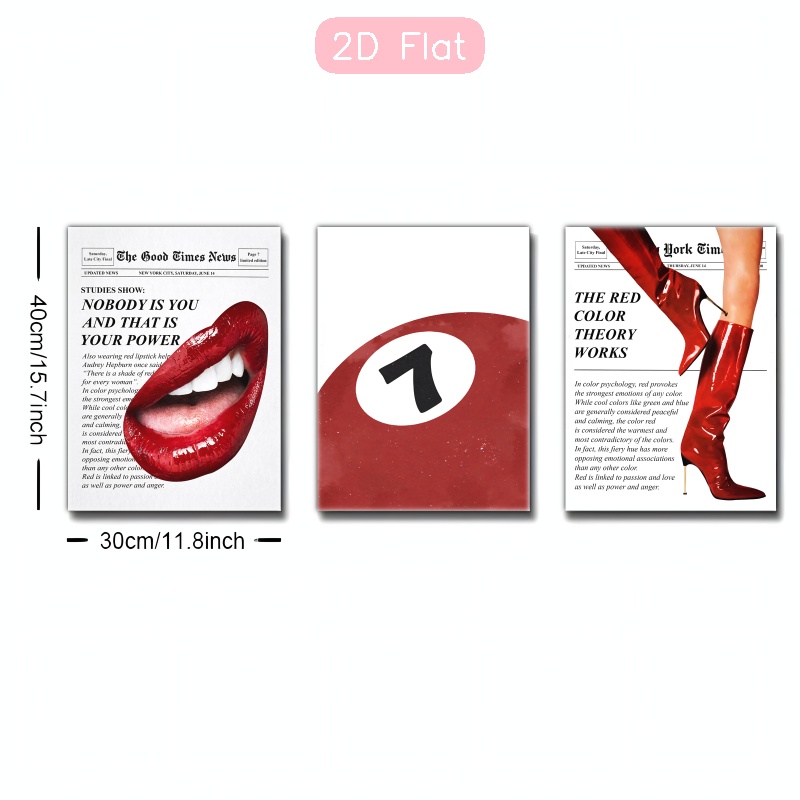 2D Flat
40cm/15.7inch
30cm/11.8inch
Saturday,
Late City Final
The Good Times News
Page 7
limited edition
UPDATED NEWS
NEW YORK CITY, SATURDAY, JUNE 14
STUDIES SHOW:
NOBODY IS YOU
AND THAT IS
YOUR POWER
Also wearing red lipstick
Audrey Hepburn once said
"There is a shade of red
for every woman".
In color psychology
the strongest
While cool
are generally
and calming,
is considered
most
In fact, this fiery
opposing
than any other color.
Red is linked to passion
as well as power and anger.
7
Saturday,
Late City Final
York
UPDATED NEWS
THURSDAY, JUNE 14
THE RED
COLOR
THEORY
WORKS
In color psychology, red provokes
the strongest emotions of any color.
While cool colors like green and blue
are generally considered peaceful
and calming, the color red
is considered the warmest and
most contradictory of the colors.
In fact, this fiery hue has more
opposing emotional associations
than any other color.
Red is linked to passion and love
as well as power and anger.